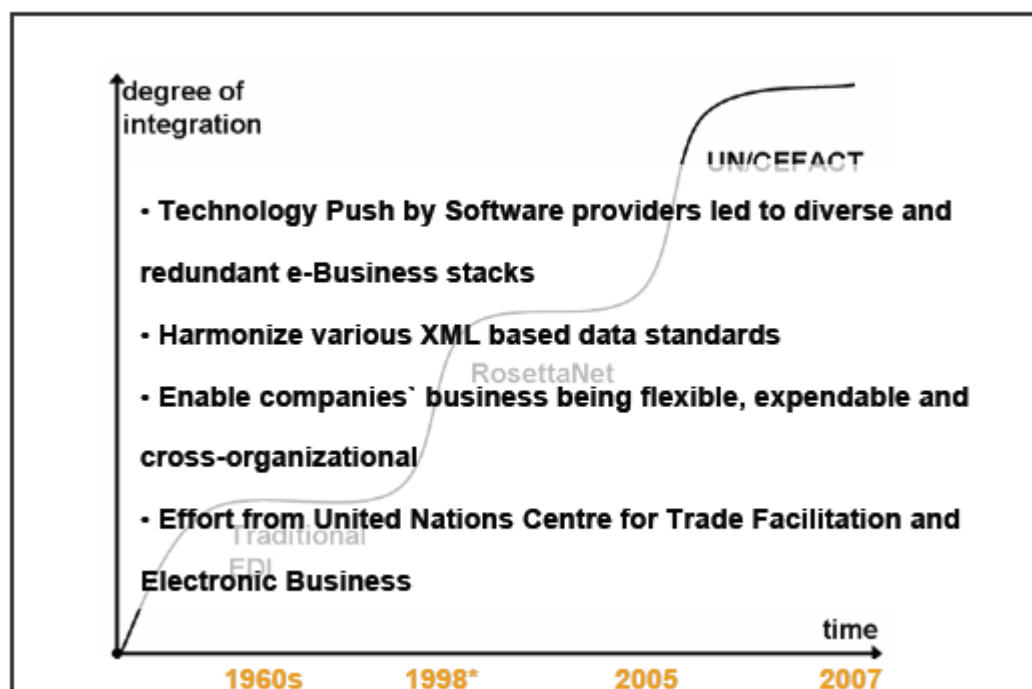 degree of
integration
UN/CEFACT
• Technology Push by Software providers led to diverse and
redundant e-Business stacks
• Harmonize various XML based data standards
RosettaNet
• Enable companies` business being flexible, expendable and
cross-organizational
• Effort from United Nations Centre for Trade Facilitation and
Traditional
EDI
Electronic Business
time
1960s 1998* 2005 2007